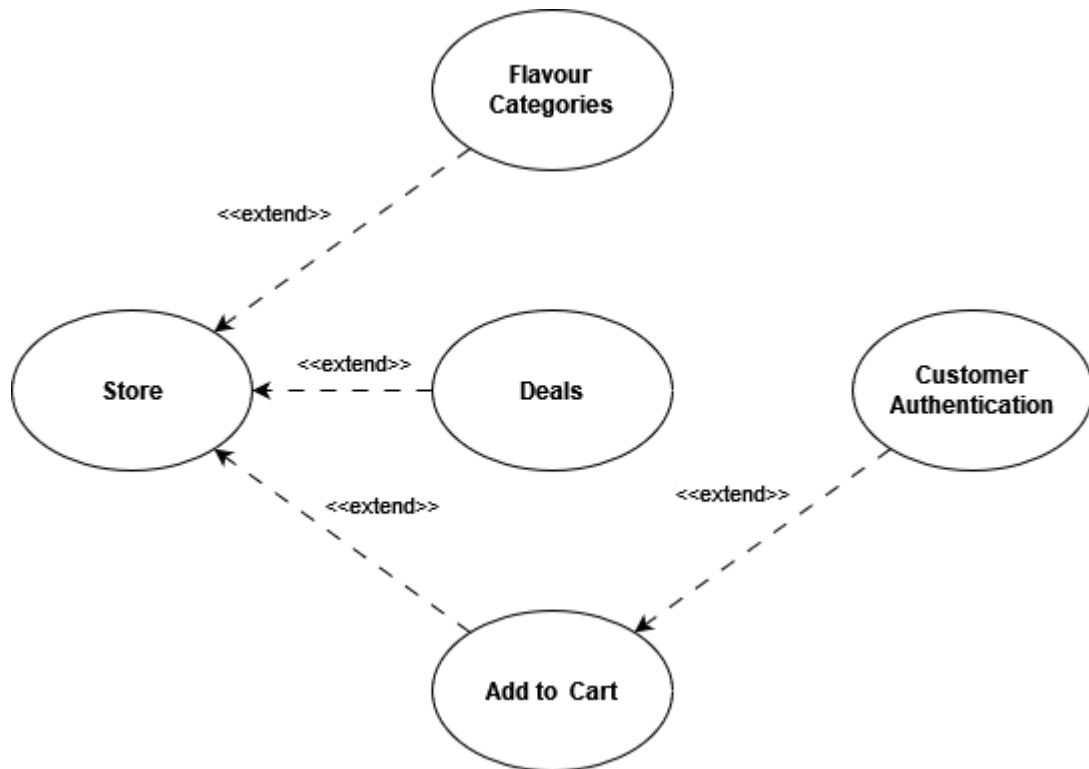 Flavour
Categories
<<extend>>
Store
<<extend>>
Deals
Customer
Authentication
<<extend>>
<<extend>>
Add to  Cart